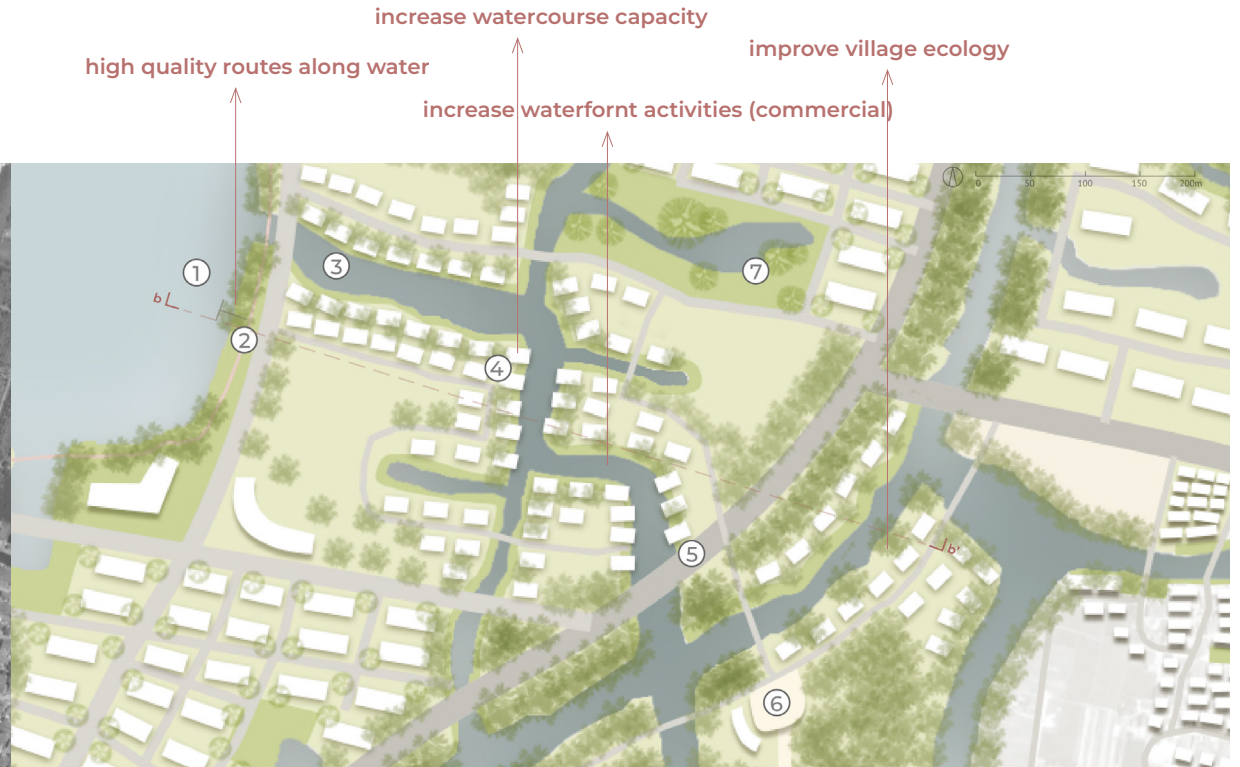 increase watercourse capacity
improve village ecology
high quality routes along water
increase waterfornt activities (commercial)
0 50 100 150 200m
1
3
7
b
2
4
5
b'
6